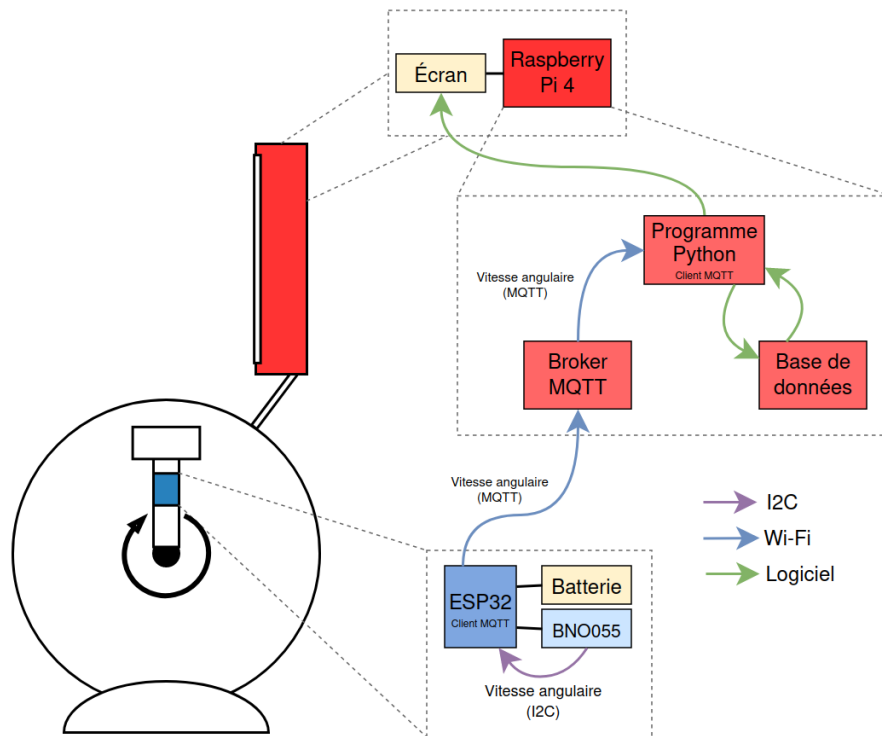 Écran
Raspberry
Pi 4
Programme
Python
Client MQTT
Vitesse angulaire
(MQTT)
Broker
MQTT
Base de
données
Vitesse angulaire
(MQTT)
I2C
Wi-Fi
Logiciel
ESP32
Client MQTT
Batterie
BNO055
Vitesse angulaire
(I2C)